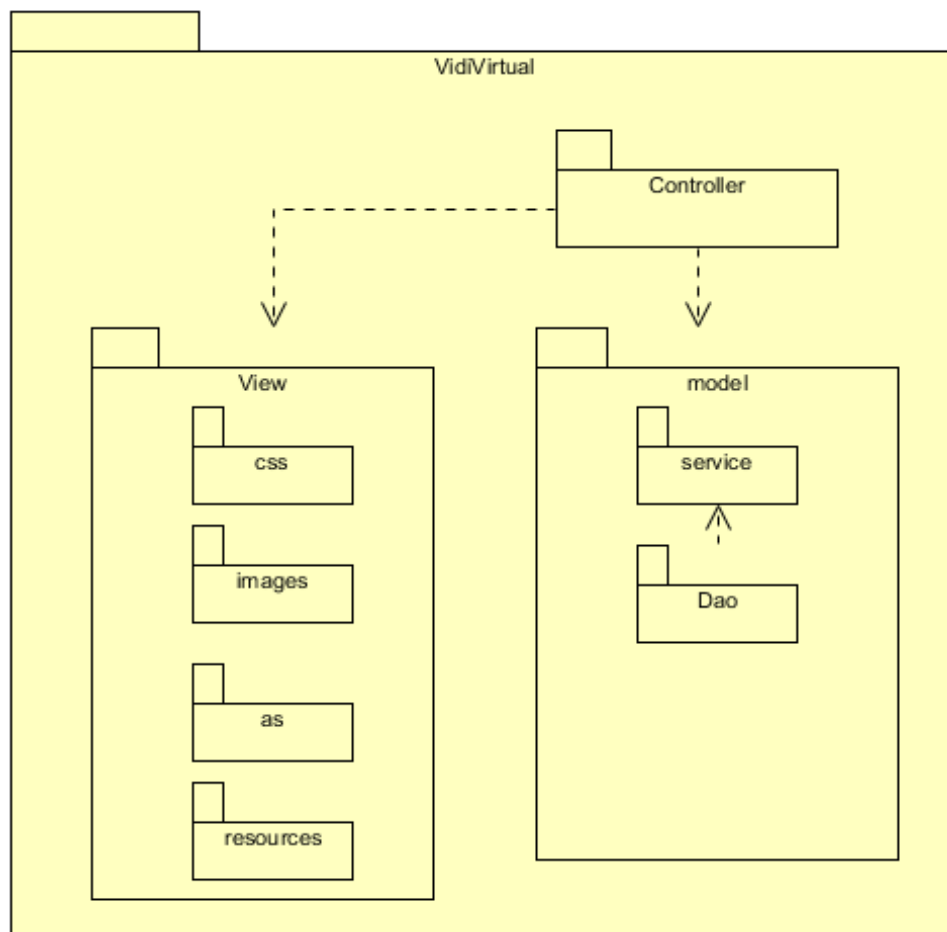 VidiVirtual
Controller
View
css
images
as
resources
model
service
Dao